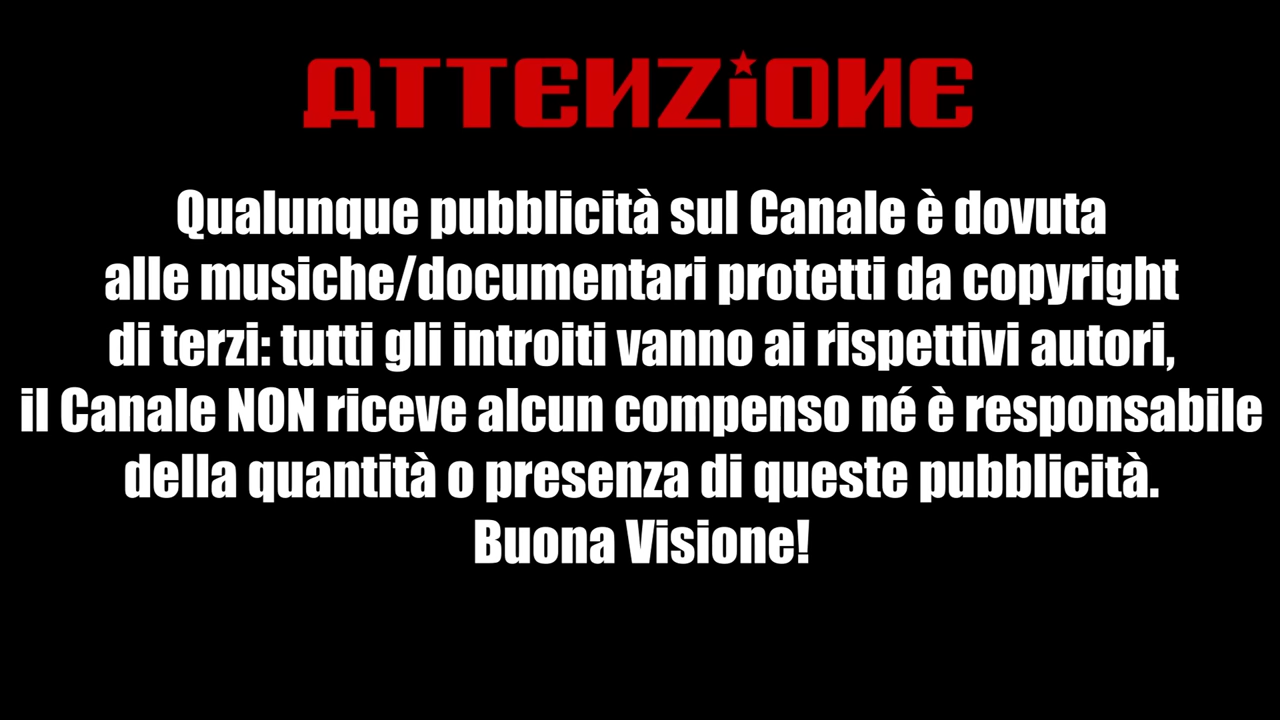 ATTENZiONE
Qualunque pubblicità sul Canale è dovuta
alle musiche/documentari protetti da copyright
di terzi: tutti gli introiti vanno ai rispettivi autori,
il Canale NON riceve alcun compenso né è responsabile
della quantità o presenza di queste pubblicità.
Buona Visione!